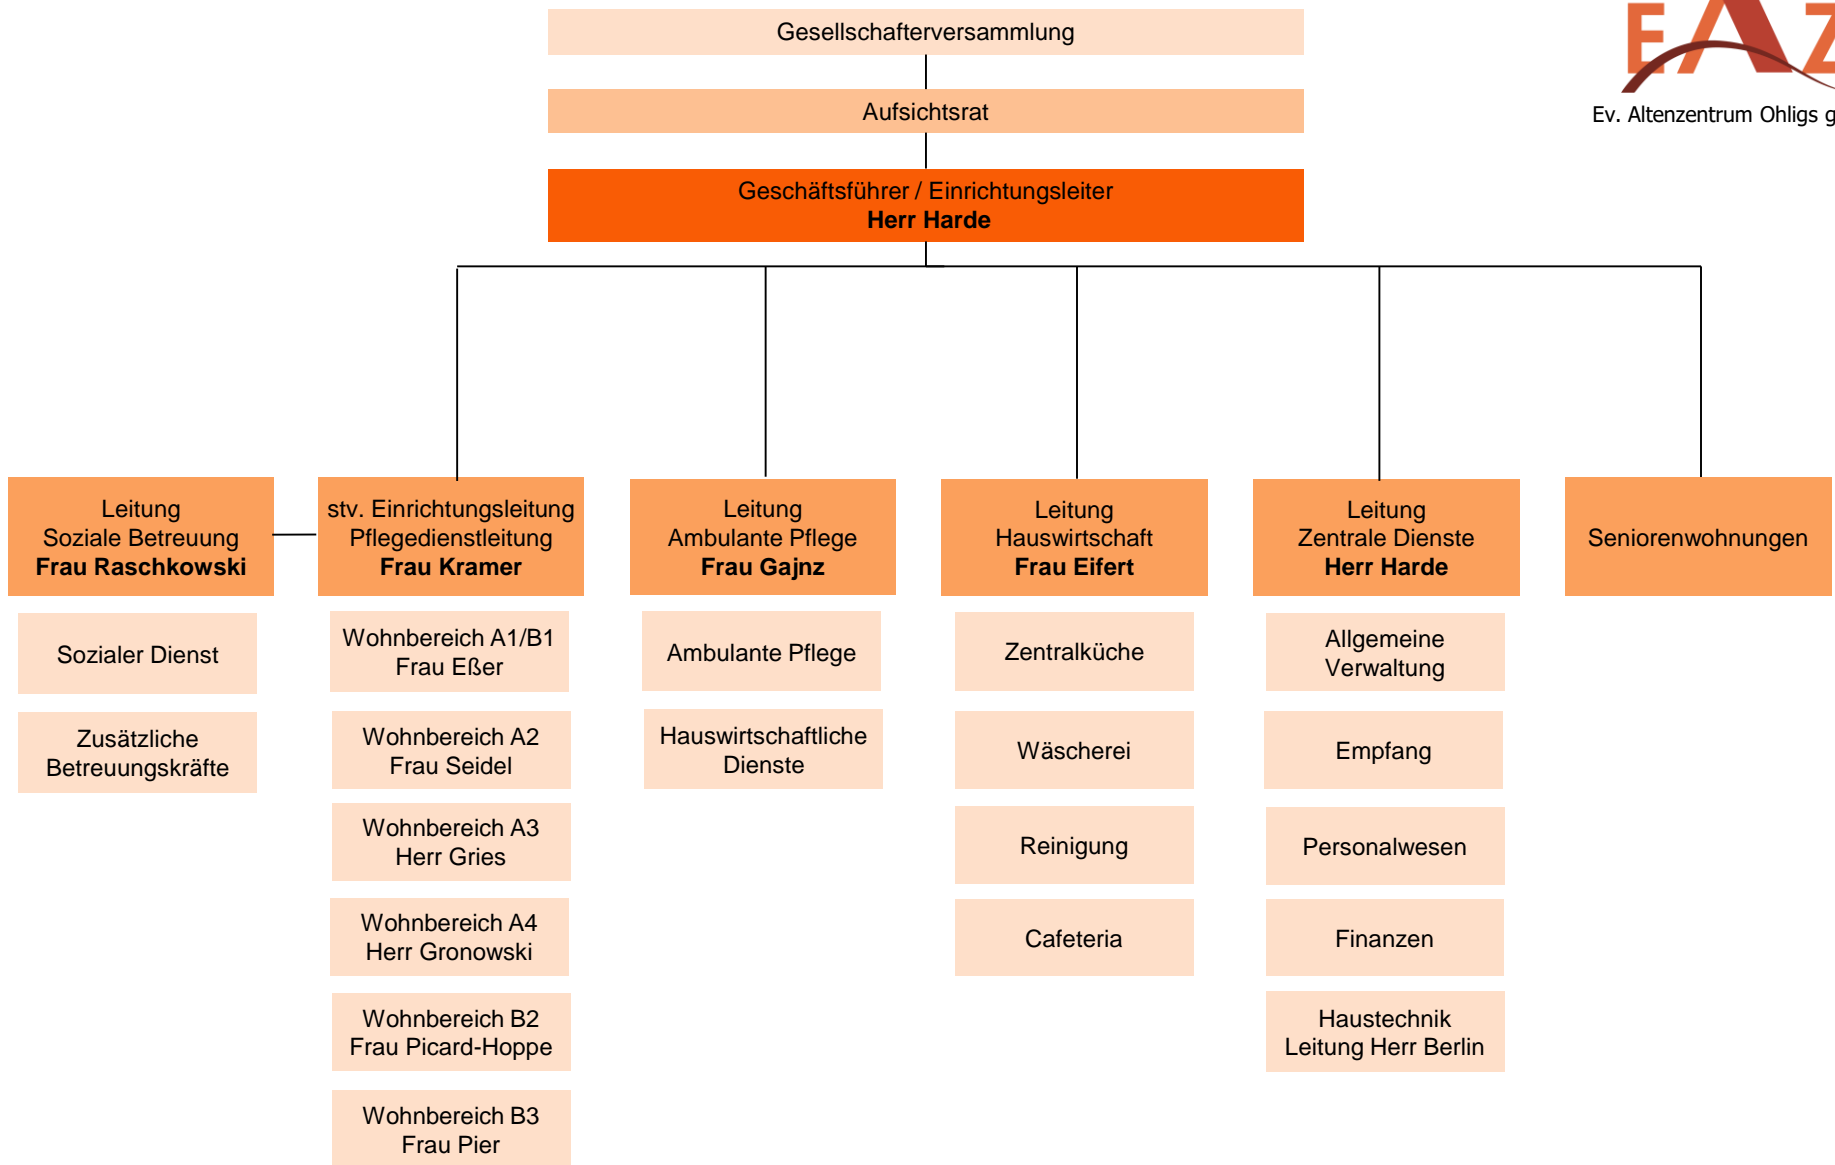 EAZ
Ev. Altenzentrum Ohligs g
Gesellschafterversammlung
Aufsichtsrat
Geschäftsführer / Einrichtungsleiter
Herr Harde
Leitung
Soziale Betreuung
Frau Raschkowski
Sozialer Dienst
Zusätzliche
Betreuungskräfte
stv. Einrichtungsleitung
Pflegedienstleitung
Frau Kramer
Wohnbereich A1/B1
Frau Eßer
Wohnbereich A2
Frau Seidel
Wohnbereich A3
Herr Gries
Wohnbereich A4
Herr Gronowski
Wohnbereich B2
Frau Picard-Hoppe
Wohnbereich B3
Frau Pier
Leitung
Ambulante Pflege
Frau Gajnz
Ambulante Pflege
Hauswirtschaftliche
Dienste
Leitung
Hauswirtschaft
Frau Eifert
Zentralküche
Wäscherei
Reinigung
Cafeteria
Leitung
Zentrale Dienste
Herr Harde
Allgemeine
Verwaltung
Empfang
Personalwesen
Finanzen
Haustechnik
Leitung Herr Berlin
Seniorenwohnungen